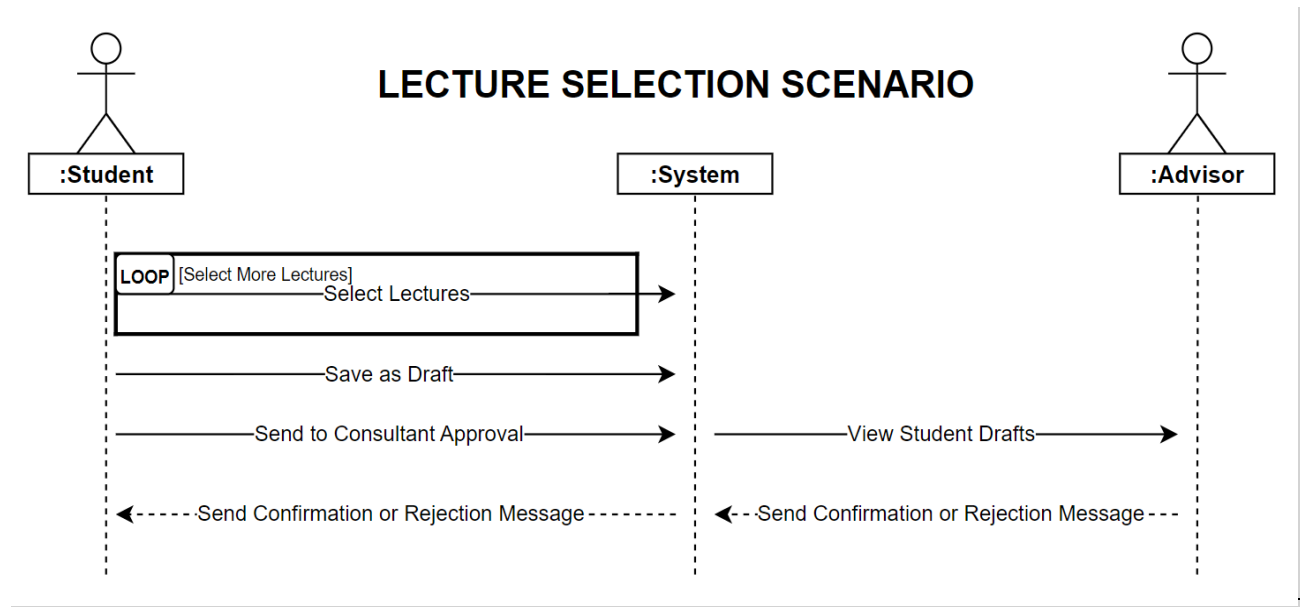 LECTURE SELECTION SCENARIO
:Student
:System
:Advisor
LOOP
[Select More Lectures]
Select Lectures
Save as Draft
Send to Consultant Approval
View Student Drafts
Send Confirmation or Rejection Message
Send Confirmation or Rejection Message